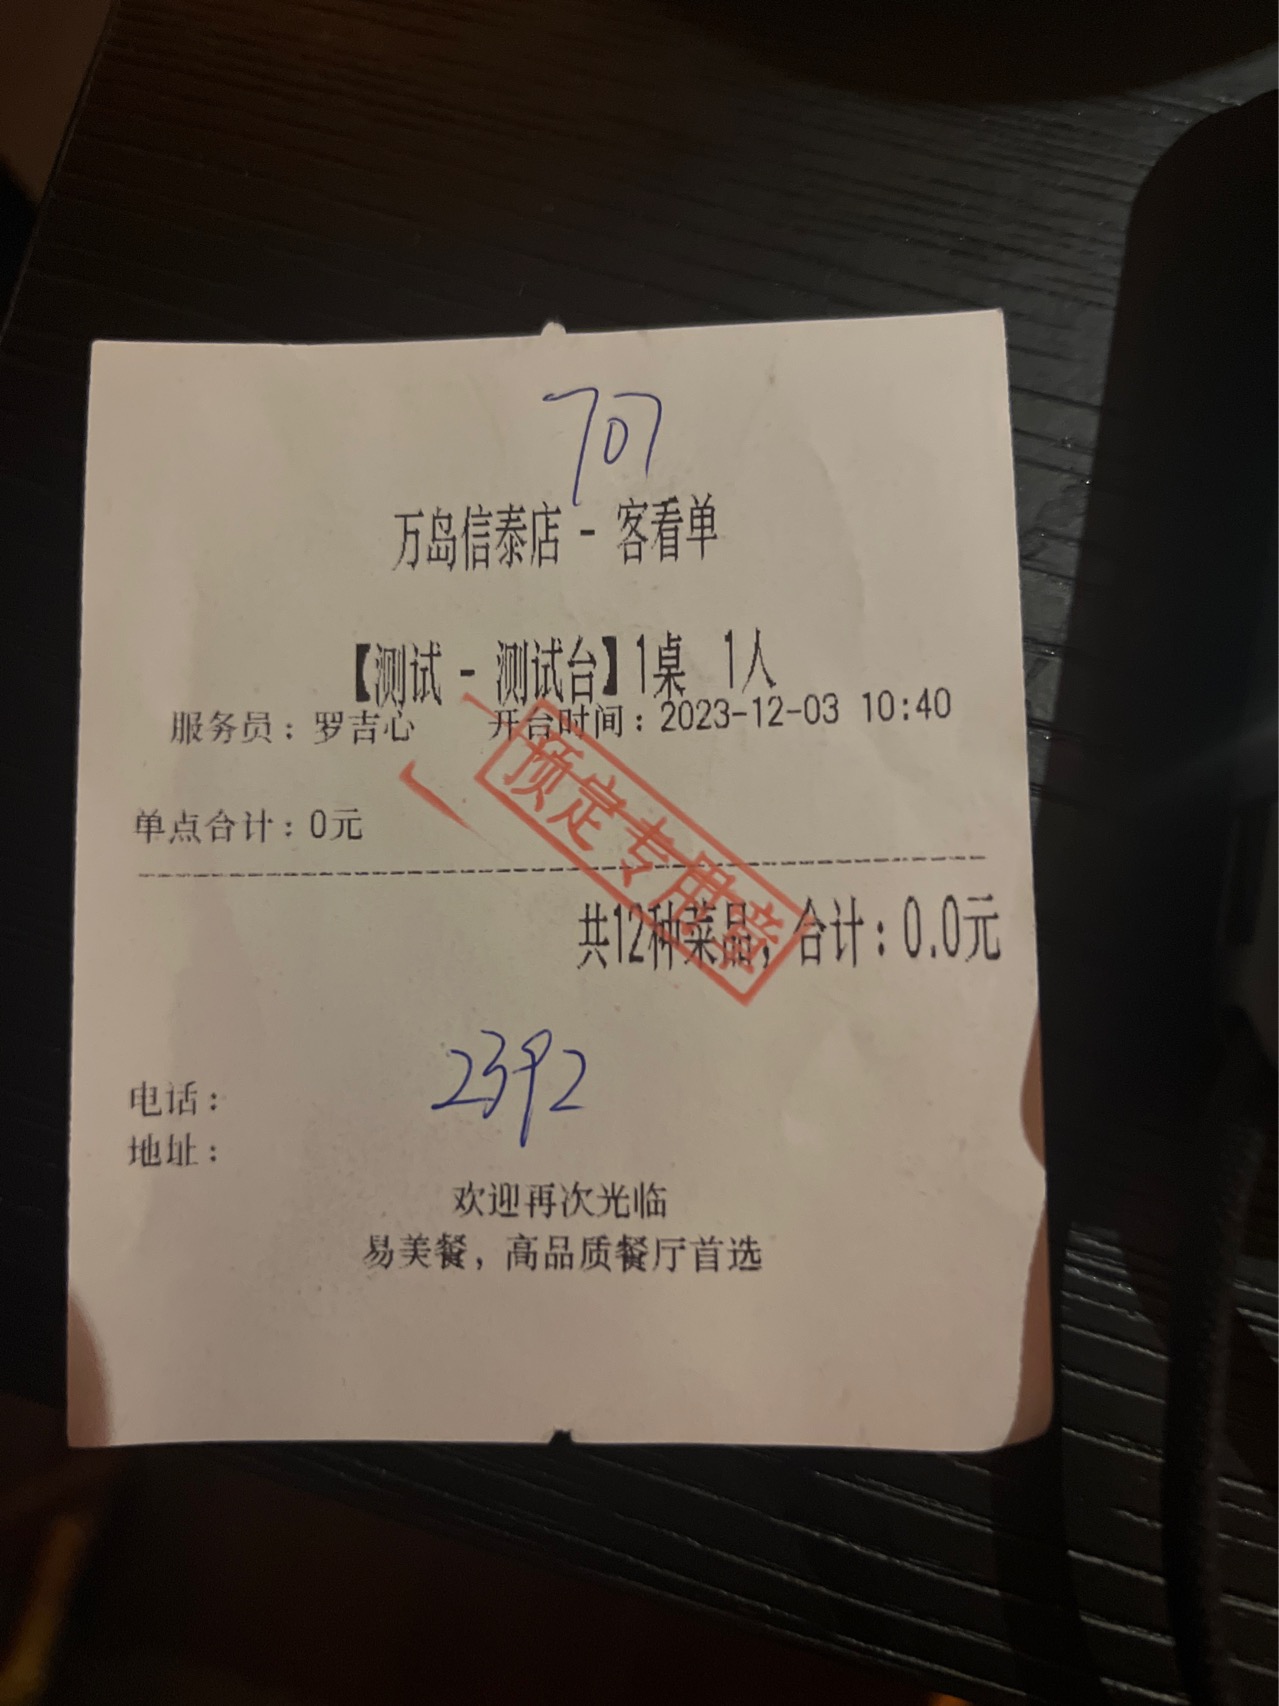 707
万岛信泰店 - 客看单
【测试 - 测试台】1桌 1人
服务员：罗吉心 开台时间：2023-12-03 10:40
预定专用章
单点合计：0元
共12种菜品，合计：0.0元
2392
电话：
地址：
欢迎再次光临
易美餐，高品质餐厅首选